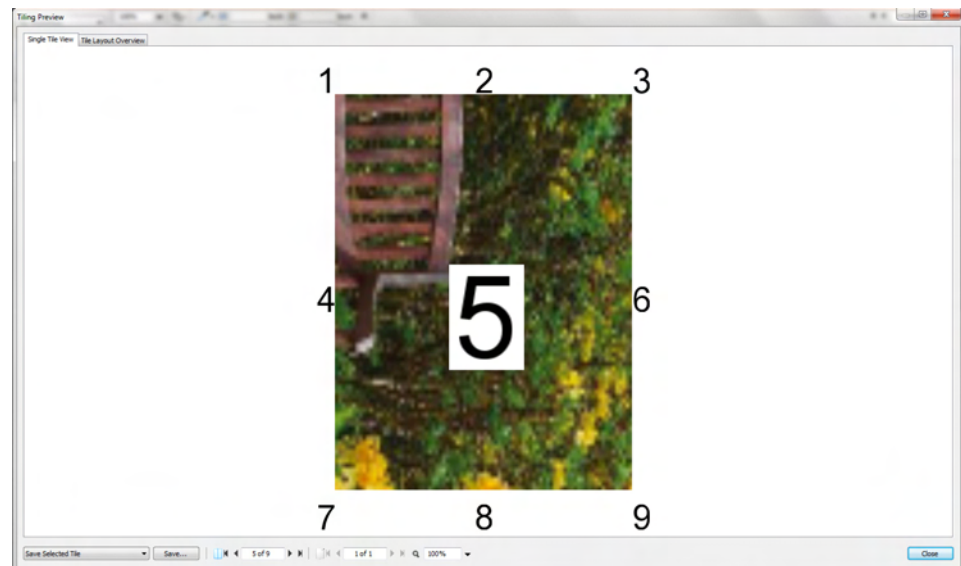 Tiling Preview
Single Tile View
Tile Layout Overview
1 2 3
4 5 6
7 8 9
Save Selected Tile Save... 5 of 9 1 of 1 100% Close